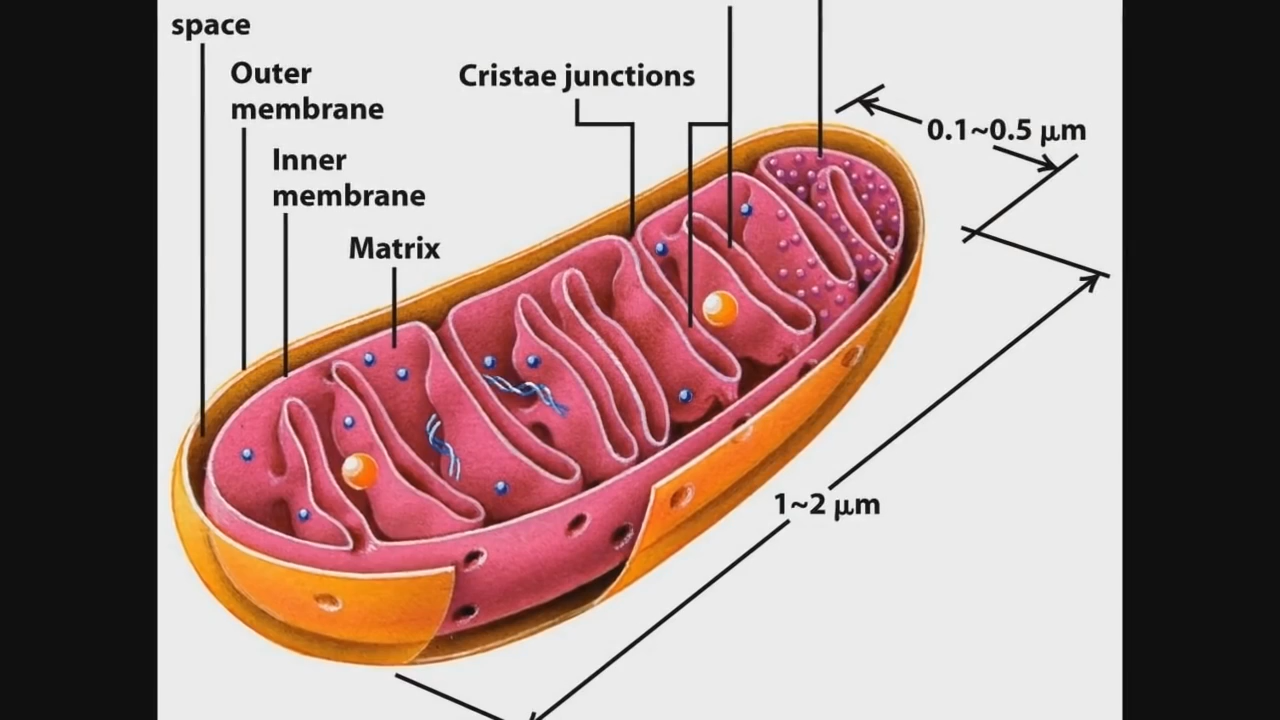 space
Outer
membrane
Inner
membrane
Matrix
Cristae junctions
0.1~0.5 μm
1~2 μm